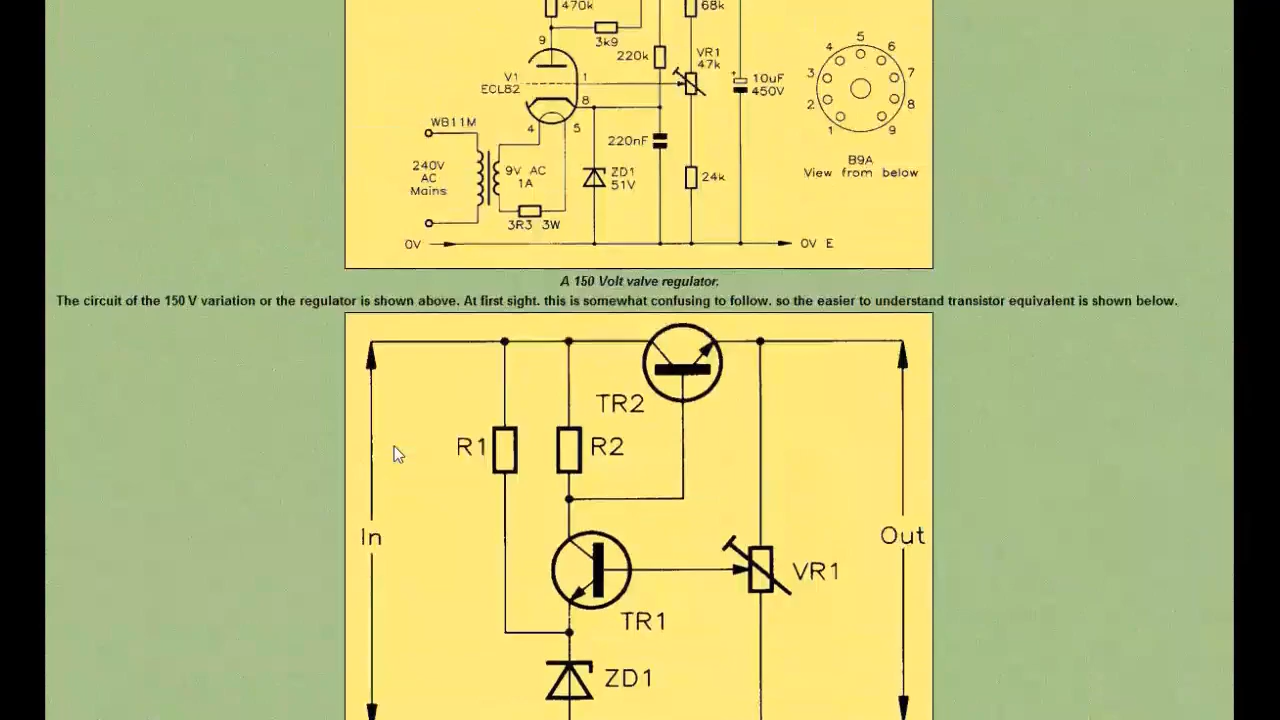 470k
68k
9
3k9
220k
VR1
47k
5
4
6
V1
ECL82
1
10uF
450V
3
7
8
2
8
WB11M
4
5
220nF
1
9
240V
AC
Mains
9V AC
1A
ZD1
51V
24k
B9A
View from below
3R3 3W
0V
0V E
A 150 Volt valve regulator.
The circuit of the 150 V variation or the regulator is shown above. At first sight. this is somewhat confusing to follow. so the easier to understand transistor equivalent is shown below.
TR2
R1
R2
In
Out
VR1
TR1
ZD1